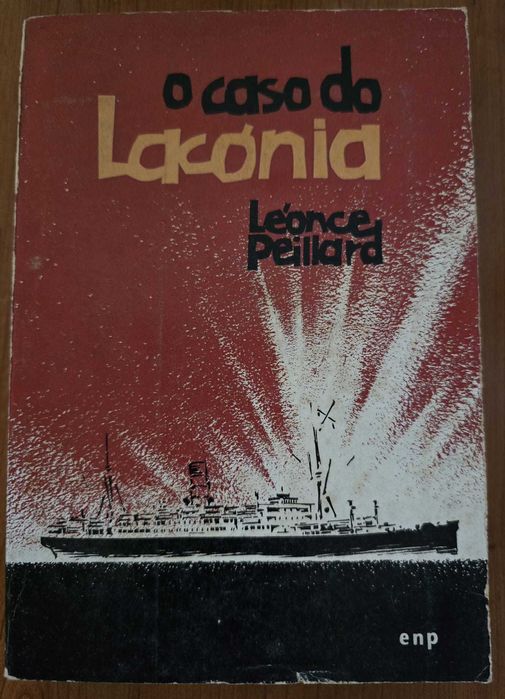 o caso do
Lacónia
Léonce
Peillard
enp